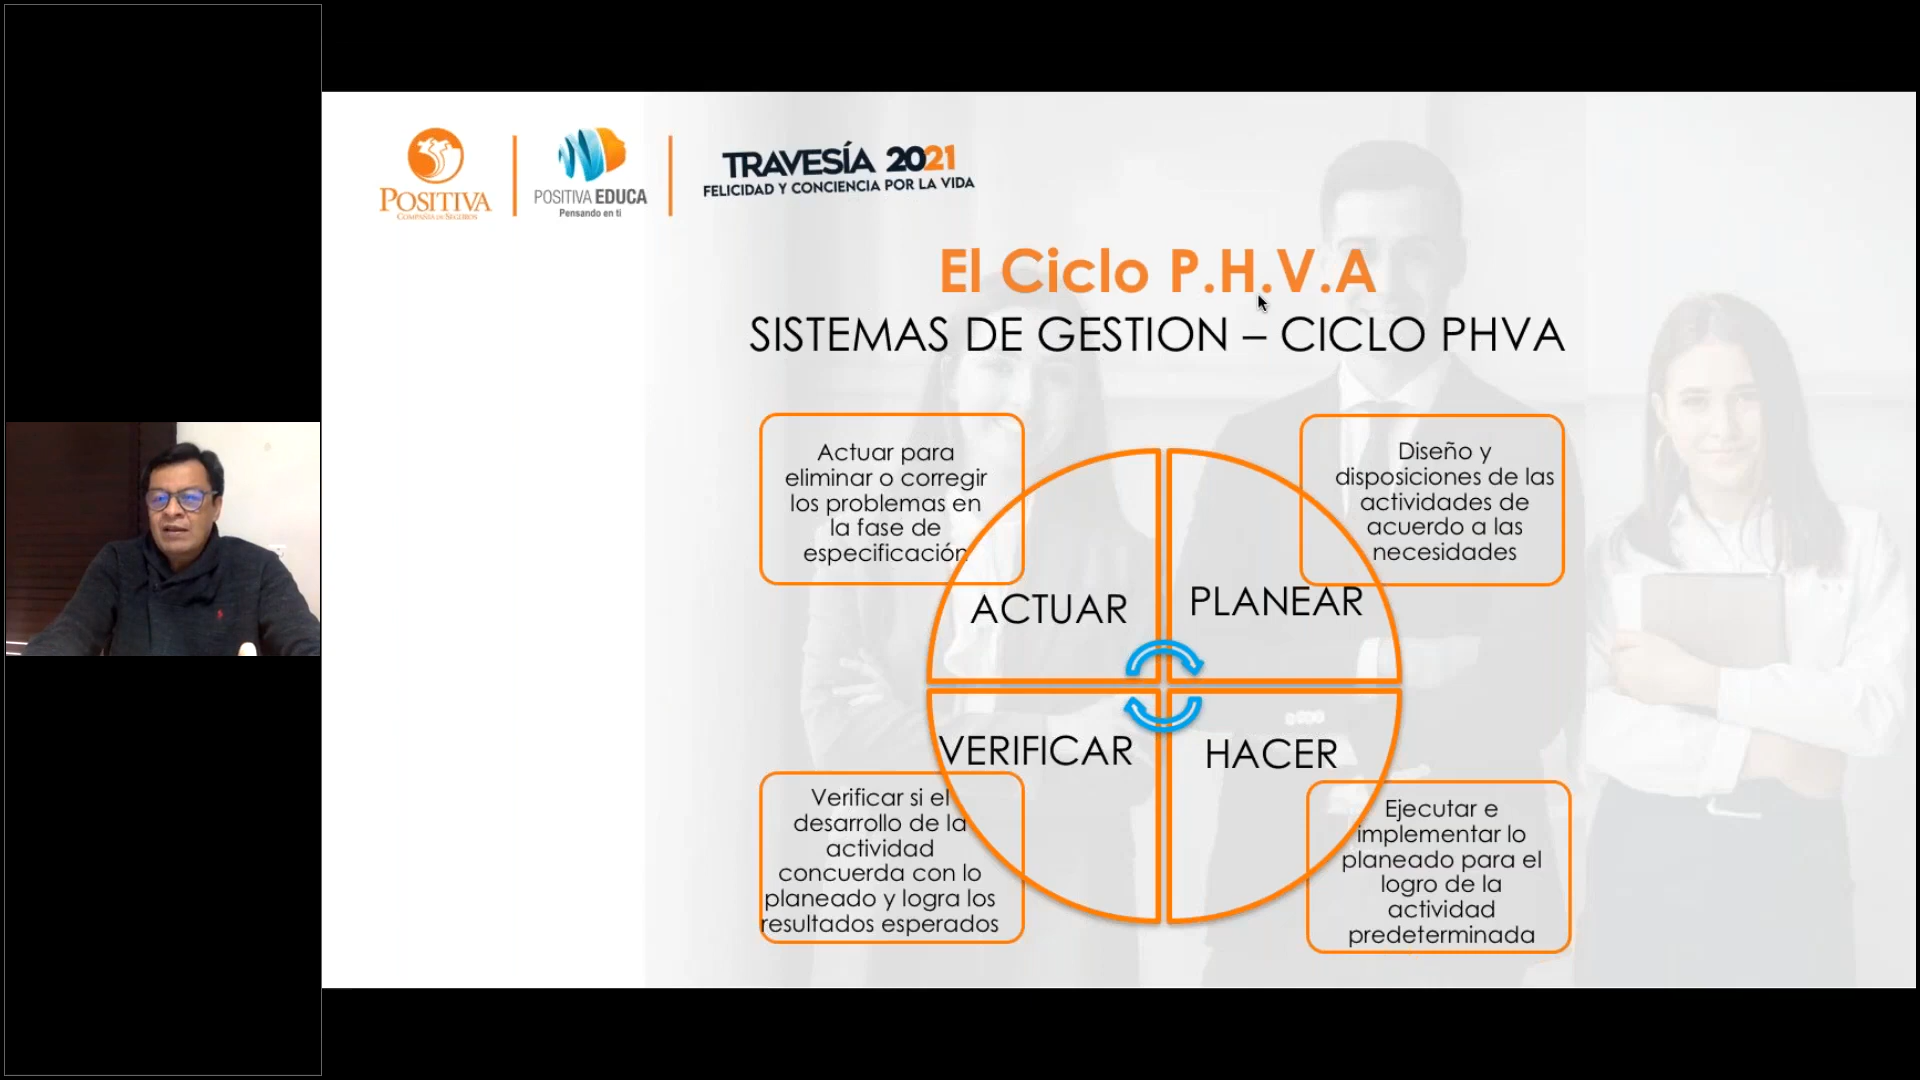 POSITIVA
COMPAÑÍA DE SEGUROS
POSITIVA EDUCA
Pensando en ti
TRAVESÍA 2021
FELICIDAD Y CONCIENCIA POR LA VIDA
El Ciclo P.H.V.A
SISTEMAS DE GESTION – CICLO PHVA
Actuar para
eliminar o corregir
los problemas en
la fase de
especificación
Diseño y
disposiciones de las
actividades de
acuerdo a las
necesidades
ACTUAR
PLANEAR
VERIFICAR
HACER
Verificar si el
desarrollo de la
actividad
concuerda con lo
planeado y logra los
resultados esperados
Ejecutar e
implementar lo
planeado para el
logro de la
actividad
predeterminada